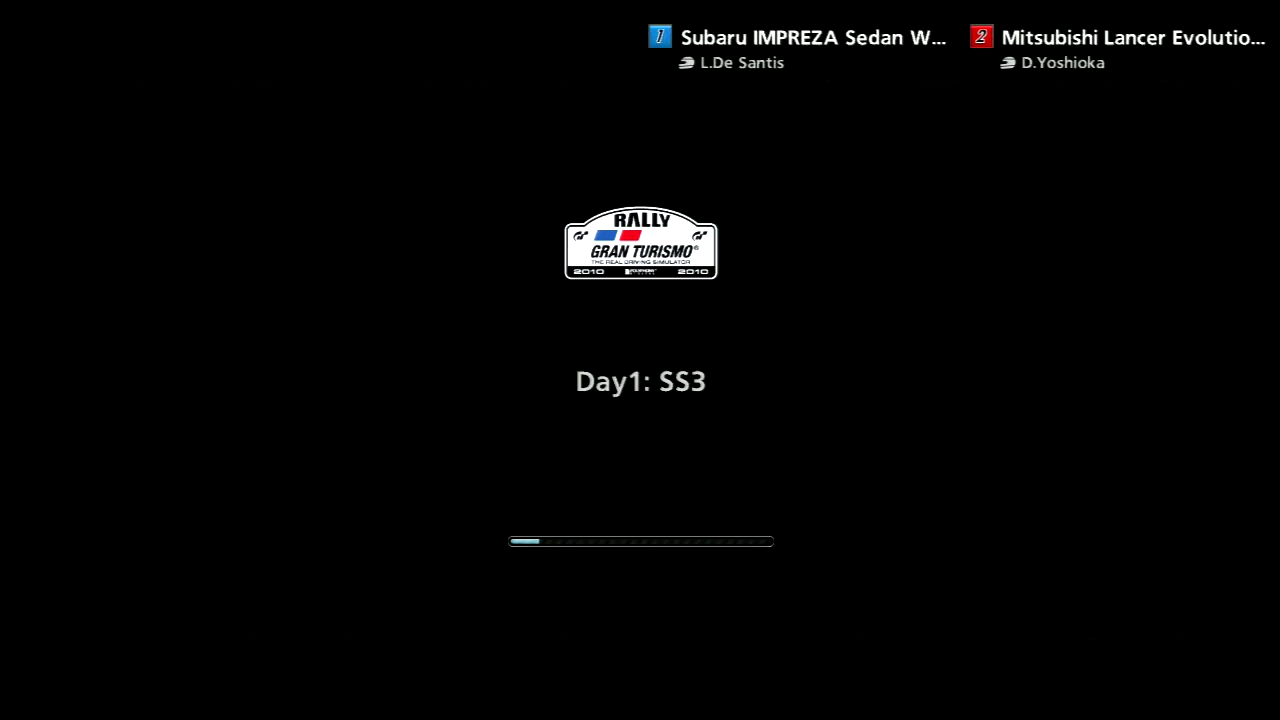 1 Subaru IMPREZA Sedan W...
L.De Santis
2 Mitsubishi Lancer Evolutio...
D.Yoshioka
RALLY
GRAN TURISMO®
THE REAL DRIVING SIMULATOR
2010 2010
Day1: SS3